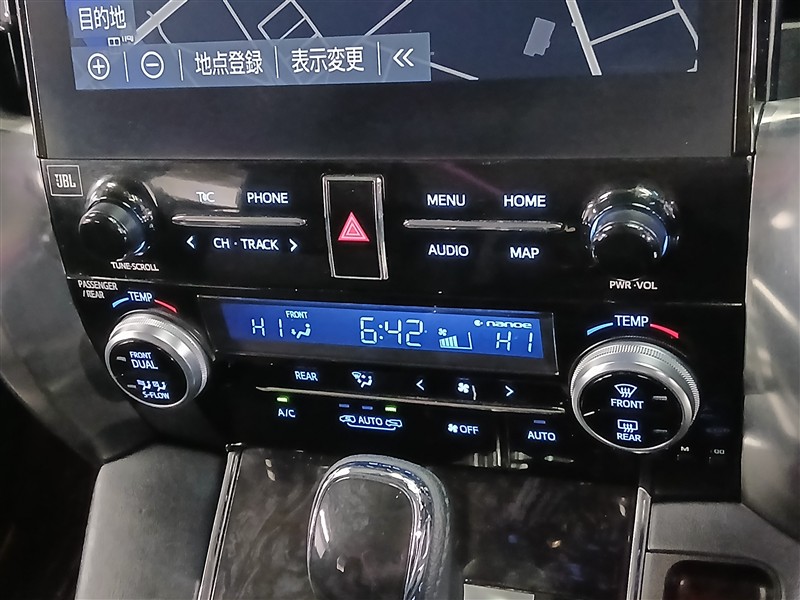 目的地
地点登録 表示変更
JBL
PHONE
MENU HOME
CH・TRACK
AUDIO MAP
TUNE・SCROLL
PWR・VOL
PASSENGER
/ REAR
TEMP
TEMP
FRONT
HI 6:42 nanoe HI
FRONT
DUAL
S-FLOW
REAR
A/C
AUTO
OFF
AUTO
FRONT
REAR